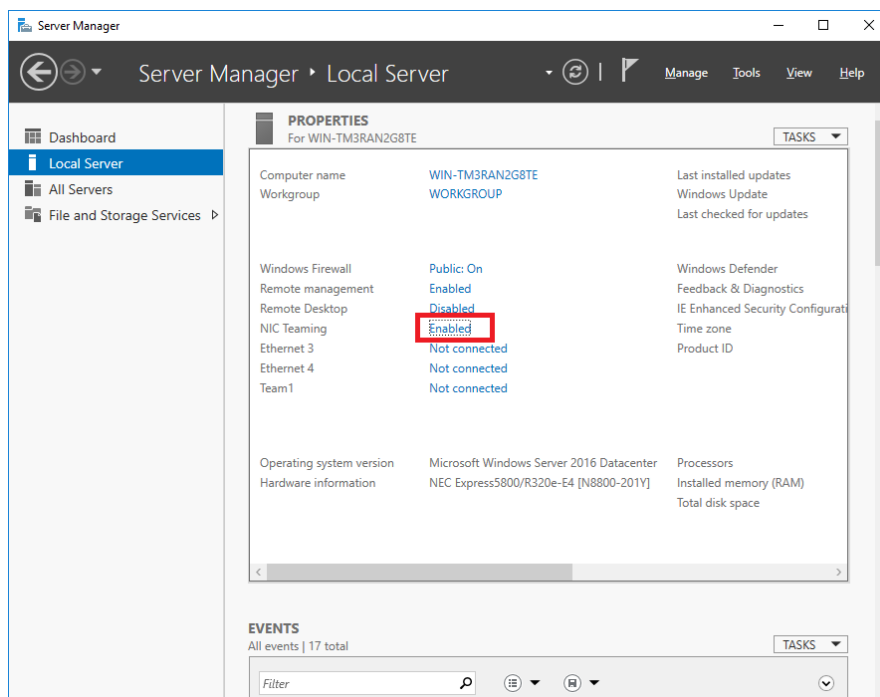 Server Manager
Server Manager ‣ Local Server
Manage Tools View Help
Dashboard
Local Server
All Servers
File and Storage Services
PROPERTIES
For WIN-TM3RAN2G8TE
TASKS
Computer name WIN-TM3RAN2G8TE Last installed updates
Workgroup WORKGROUP Windows Update
Last checked for updates
Windows Firewall Public: On Windows Defender
Remote management Enabled Feedback & Diagnostics
Remote Desktop Disabled IE Enhanced Security Configurati
NIC Teaming Enabled Time zone
Ethernet 3 Not connected Product ID
Ethernet 4 Not connected
Team1 Not connected
Operating system version Microsoft Windows Server 2016 Datacenter Processors
Hardware information NEC Express5800/R320e-E4 [N8800-201Y] Installed memory (RAM)
Total disk space
EVENTS
All events | 17 total
TASKS
Filter